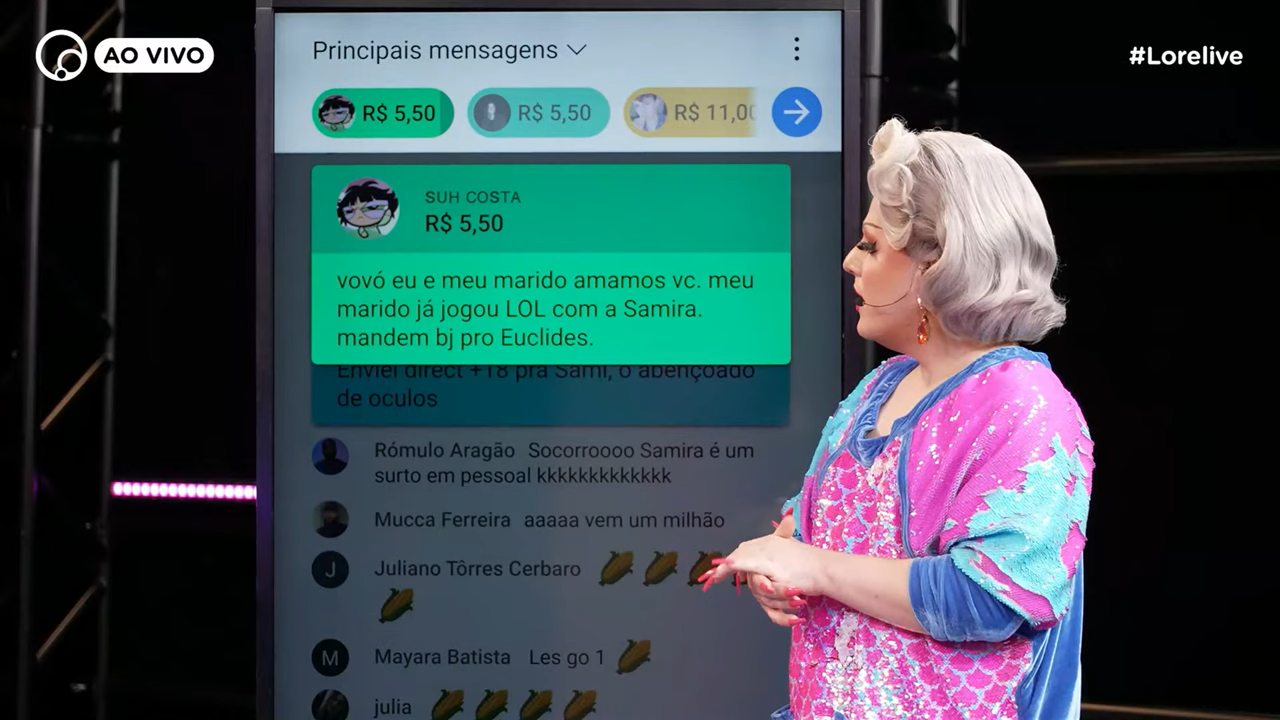 AO VIVO
#Lorelive
Principais mensagens
R$ 5,50
R$ 5,50
R$ 11,00
SUH COSTA
R$ 5,50
vovó eu e meu marido amamos vc. meu
marido já jogou LOL com a Samira.
mandem bj pro Euclides.
Enviei direct +18 pra Sami, o abençoado
de oculos
Rómulo Aragão Socorroooo Samira é um
surto em pessoal kkkkkkkkkkkkk
Mucca Ferreira aaaaa vem um milhão
J Juliano Tôrres Cerbaro
M Mayara Batista Les go 1
julia